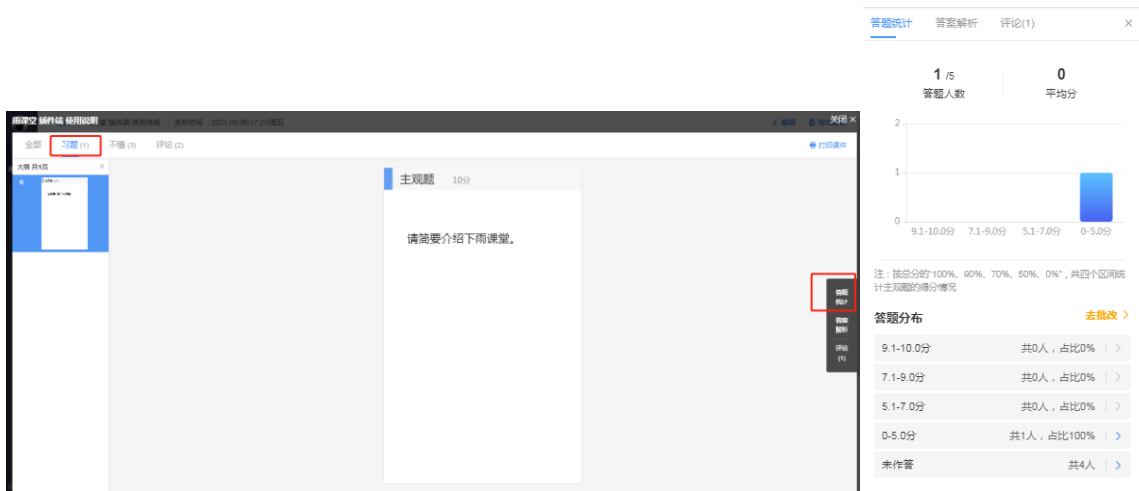 雨课堂 插件端 使用说明
发布时间：2021-08-06/17:21/周五
编辑
关闭 ×
全部
习题 (1)
不懂 (3)
评论 (2)
打印课件
大纲 共1页
×
主观题 10分
请简要介绍下雨课堂。
答题
统计
答案
解析
评论
(1)
答题统计 答案解析 评论(1) ×
1 /5
答题人数
0
平均分
2
1
0
9.1-10.0分 7.1-9.0分 5.1-7.0分 0-5.0分
注：按总分的"100%、90%、70%、50%、0%"，共四个区间统
计主观题的得分情况
答题分布 去批改 >
9.1-10.0分 共0人，占比0% >
7.1-9.0分 共0人，占比0% >
5.1-7.0分 共0人，占比0% >
0-5.0分 共1人，占比100% >
未作答 共4人 >